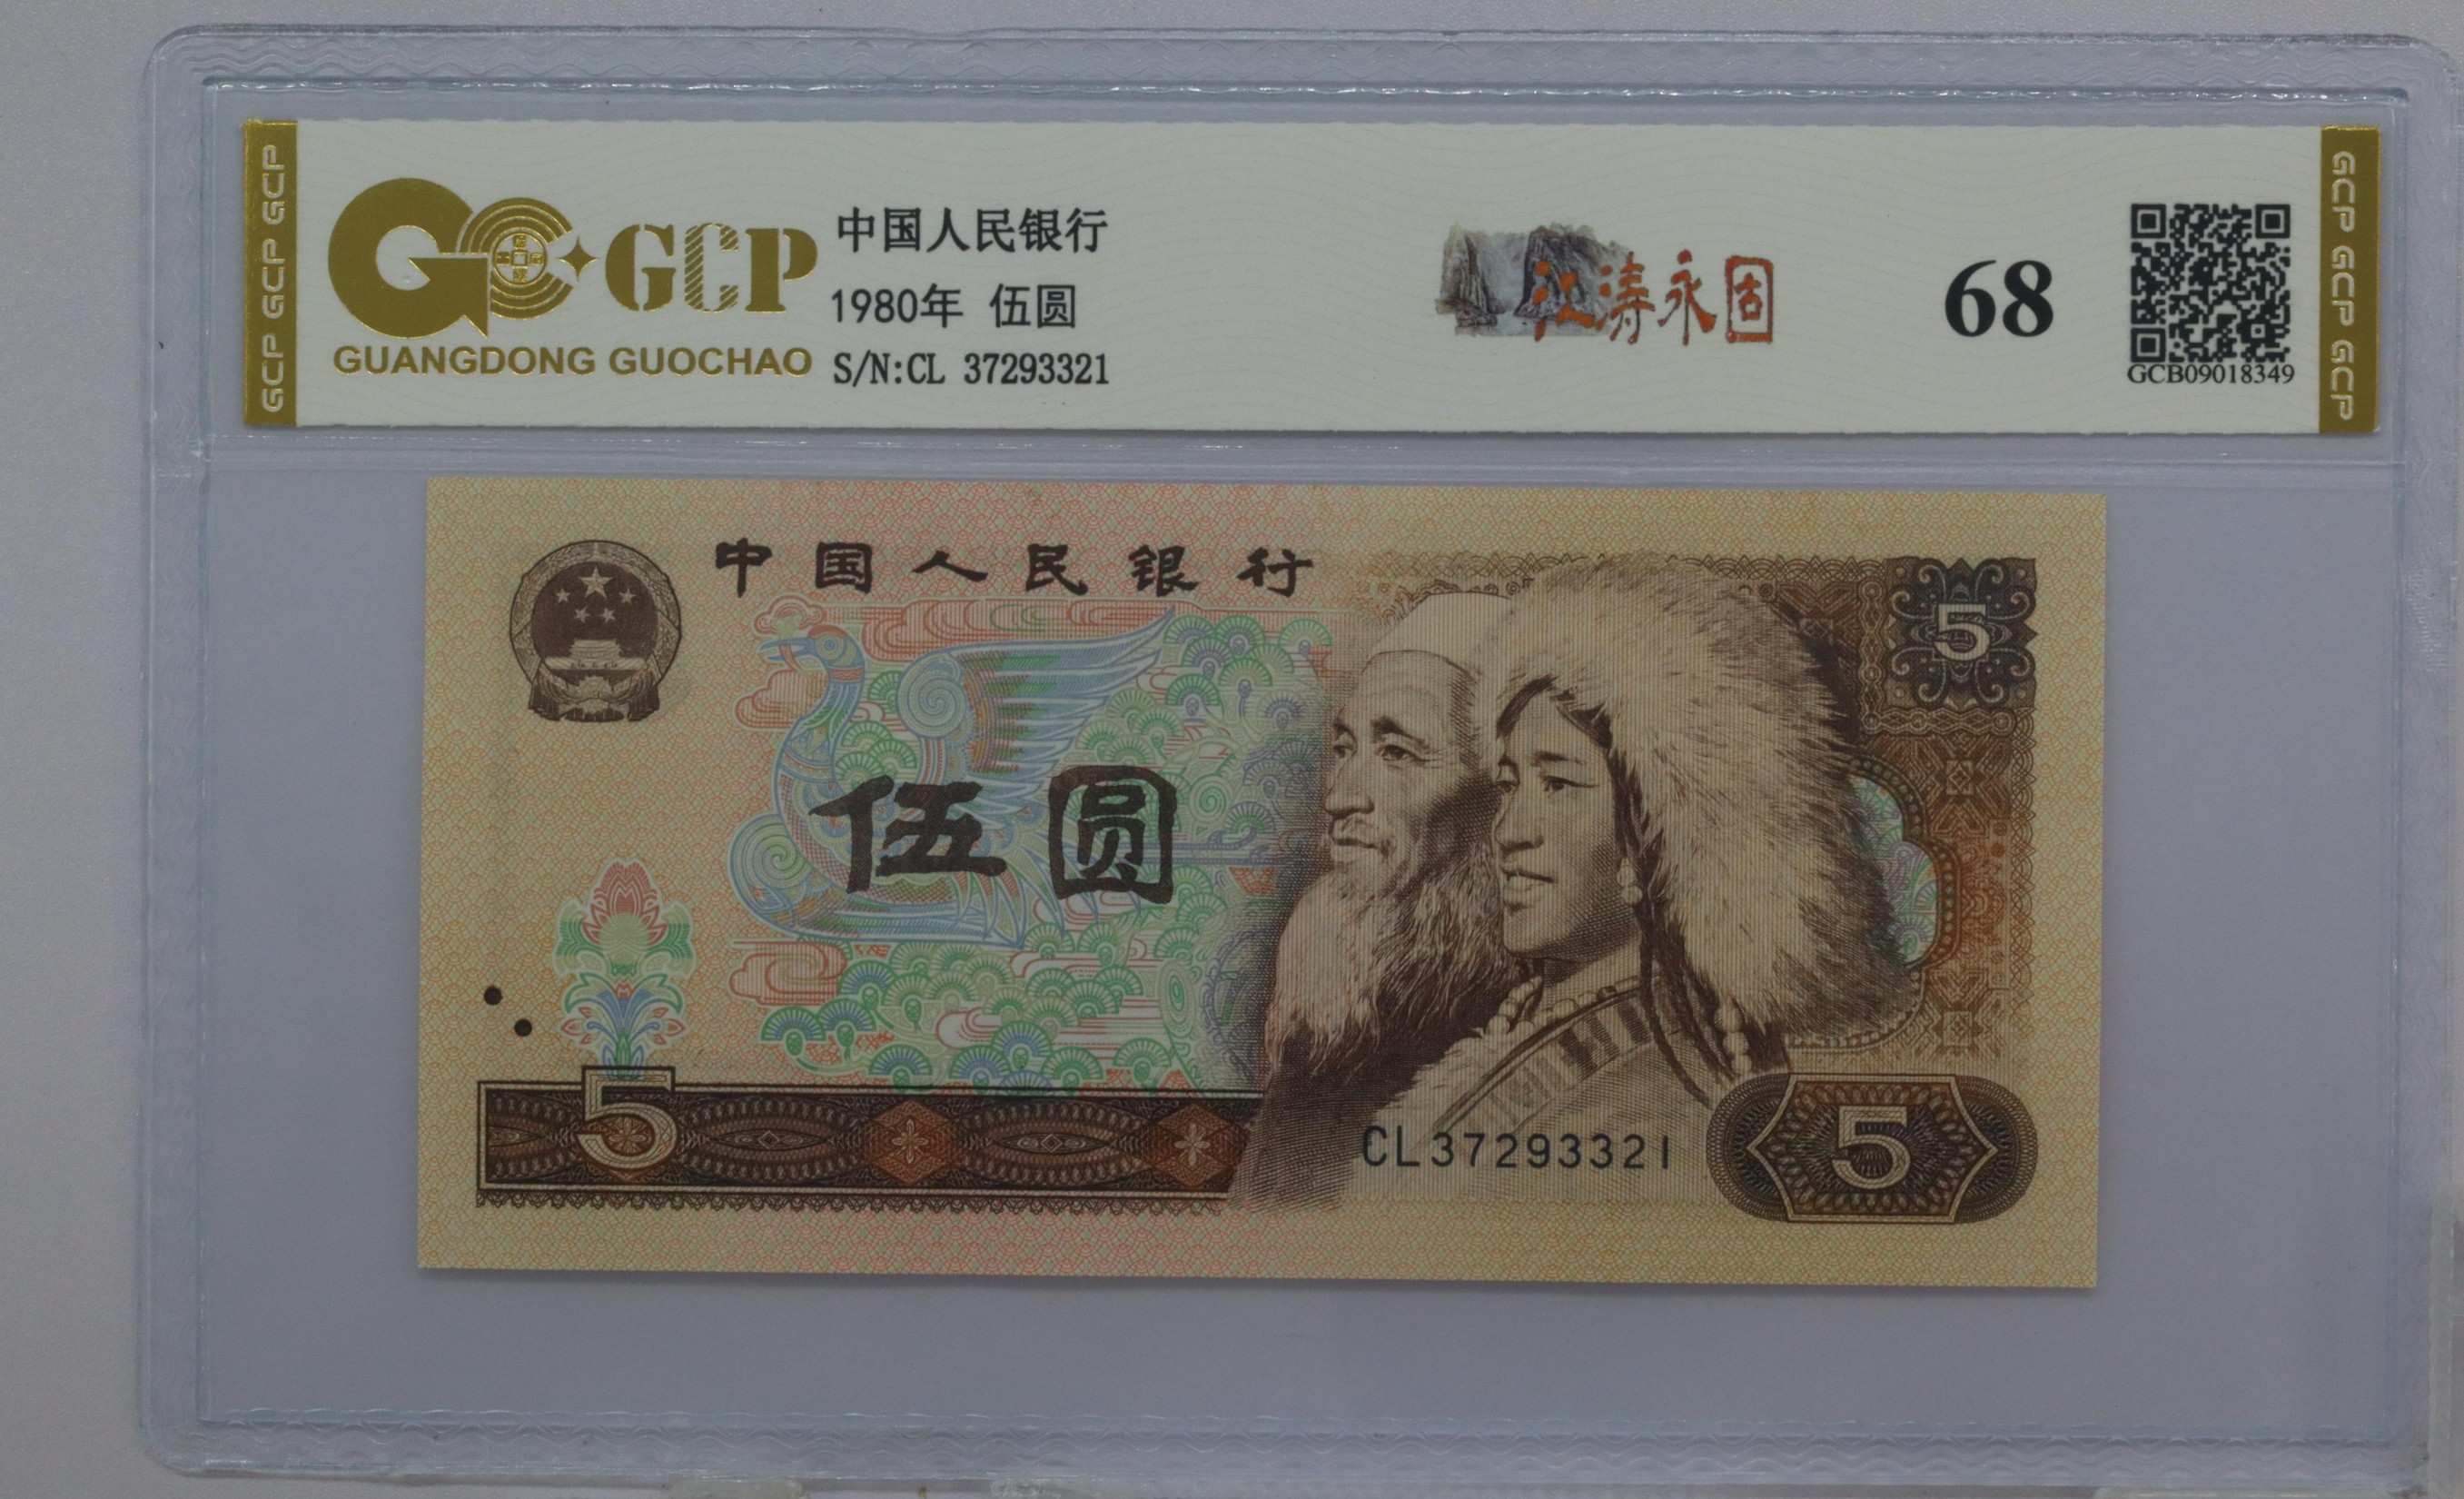 GCP GCP GCP
GCP
GUANGDONG GUOCHAO
中国人民银行
1980年 伍圆
S/N:CL 37293321
江涛永固
68
GCB09018349
GCP GCP GCP
中国人民银行
5
伍圆
5
CL37293321
5